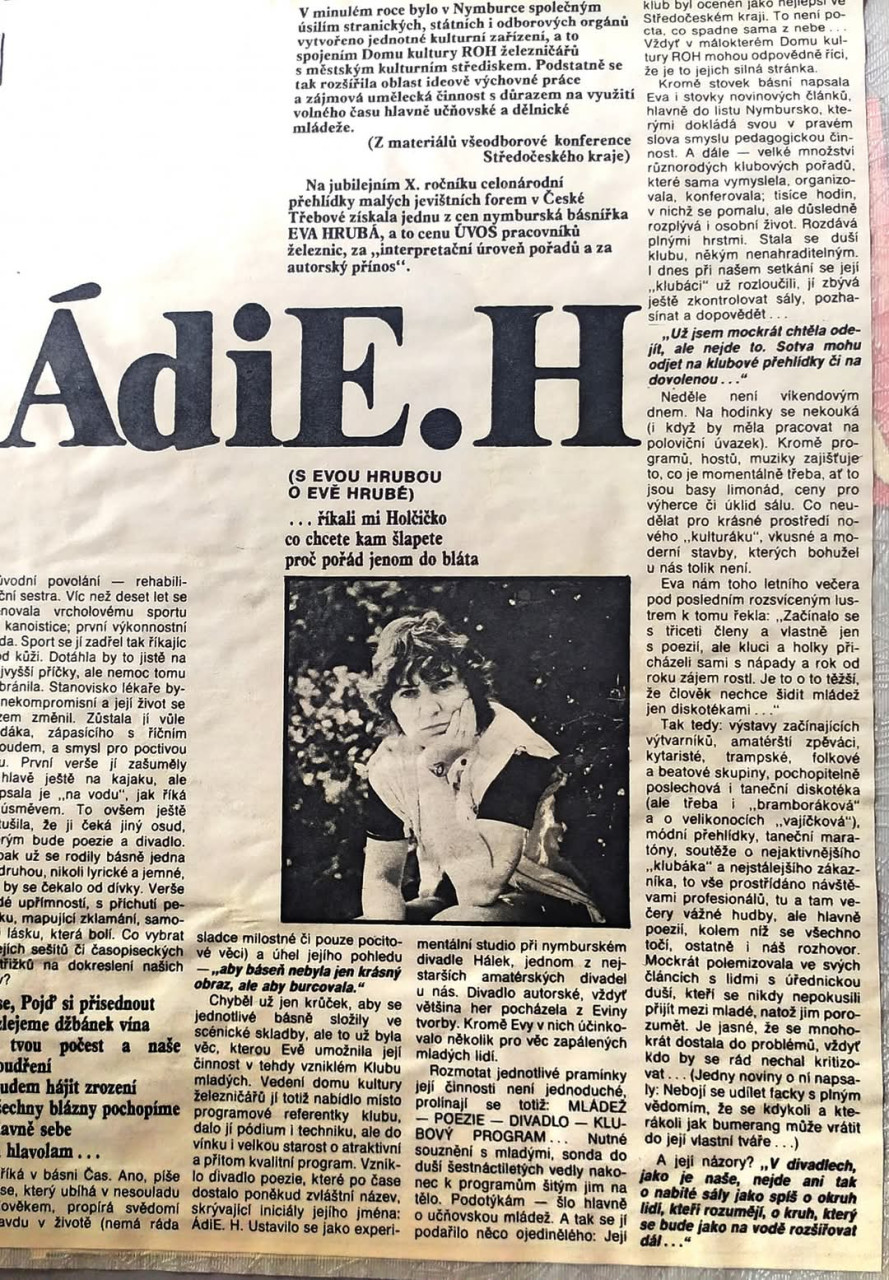 V minulém roce bylo v Nymburce společným
úsilím stranických, státních i odborových orgánů
vytvořeno jednotné kulturní zařízení, a to
spojením Domu kultury ROH železničářů
s městským kulturním střediskem. Podstatně se
tak rozšířila oblast ideově výchovné práce
a zájmová umělecká činnost s důrazem na využití
volného času hlavně učňovské a dělnické
mládeže.
(Z materiálů všeodborové konference
Středočeského kraje)
Na jubilejním X. ročníku celonárodní
přehlídky malých jevištních forem v České
Třebové získala jednu z cen nymburská básnířka
EVA HRUBÁ, a to cenu ÚVOS pracovníků
železnic, za „interpretační úroveň pořadů a za
autorský přínos“.
ÁdiE.H
(S EVOU HRUBOU
O EVĚ HRUBÉ)
... říkali mi Holčičko
co chcete kam šlapete
proč pořád jenom do bláta
vodní povolání — rehabili-
ční sestra. Víc než deset let se
novala vrcholovému sportu
kanoistice; první výkonnostní
da. Sport se jí zadřel tak říkajíc
d kůži. Dotáhla by to jistě na
jvyšší příčky, ale nemoc tomu
bránila. Stanovisko lékaře by-
nekompromisní a její život se
zem změnil. Zůstala jí vůle
dáka, zápasícího s říčním
oudem, a smysl pro poctivou
u. První verše jí zašuměly
hlavě ještě na kajaku, ale
psala je „na vodu“, jak říká
úsměvem. To ovšem ještě
tušila, že ji čeká jiný osud,
erým bude poezie a divadlo.
pak už se rodily básně jedna
druhou, nikoli lyrické a jemné,
by se čekalo od dívky. Verše
dé upřímností, s příchutí pe-
ku, mapující zklamání, samo-
lásku, která bolí. Co vybrat
ejích sešitů či časopiseckých
třižků na dokreslení našich
v?
se, Pojď si přisednout
lejeme džbánek vína
tvou počest a naše
oudření
udem hájit zrození
šechny blázny pochopíme
lavně sebe
hlavolam ...
říká v básni Čas. Ano, píše
se, který ubíhá v nesouladu
ověkem, propírá svědomí
avdu v životě (nemá ráda
sladce milostné či pouze pocito-
vé věci) a úhel jejího pohledu
— „aby báseň nebyla jen krásný
obraz, ale aby burcovala.“
Chyběl už jen krůček, aby se
jednotlivé básně složily ve
scénické skladby, ale to už byla
věc, kterou Evě umožnila její
činnost v tehdy vzniklém Klubu
mladých. Vedení domu kultury
železničářů jí totiž nabídlo místo
programové referentky klubu,
dalo jí pódium i techniku, ale do
vínku i velkou starost o atraktivní
a přitom kvalitní program. Vznik-
lo divadlo poezie, které po čase
dostalo poněkud zvláštní název,
skrývající iniciály jejího jména:
ÁdiE. H. Ustavilo se jako experi-
mentální studio při nymburském
divadle Hálek, jednom z nej-
starších amatérských divadel
u nás. Divadlo autorské, vždyť
většina her pocházela z Eviny
tvorby. Kromě Evy v nich účinko-
valo několik pro věc zapálených
mladých lidí.
Rozmotat jednotlivé pramínky
její činnosti není jednoduché,
prolínají se totiž: MLÁDEŽ
— POEZIE — DIVADLO — KLU-
BOVÝ PROGRAM... Nutné
souznění s mladými, sonda do
duší šestnáctiletých vedly nako-
nec k programům šitým jim na
tělo. Podotýkám — šlo hlavně
o učňovskou mládež. A tak se jí
podařilo něco ojedinělého: Její
klub byl oceněn jako nejlepší ve
Středočeském kraji. To není po-
cta, co spadne sama z nebe...
Vždyť v málokterém Domu kul-
tury ROH mohou odpovědně říci,
že je to jejich silná stránka.
Kromě stovek básní napsala
Eva i stovky novinových článků,
hlavně do listu Nymbursko, kte-
rými dokládá svou v pravém
slova smyslu pedagogickou čin-
nost. A dále — velké množství
různorodých klubových pořadů,
které sama vymyslela, organizo-
vala, konferovala; tisíce hodin,
v nichž se pomalu, ale důsledně
rozplývá i osobní život. Rozdává
plnými hrstmi. Stala se duší
klubu, někým nenahraditelným.
I dnes při našem setkání se její
„klubáci“ už rozloučili, jí zbývá
ještě zkontrolovat sály, pozha-
sínat a dopovědět...
„Už jsem mockrát chtěla ode-
jít, ale nejde to. Sotva mohu
odjet na klubové přehlídky či na
dovolenou...“
Neděle není víkendovým
dnem. Na hodinky se nekouká
(i když by měla pracovat na
poloviční úvazek). Kromě pro-
gramů, hostů, muziky zajišťuje
to, co je momentálně třeba, ať to
jsou basy limonád, ceny pro
výherce či úklid sálu. Co neu-
dělat pro krásné prostředí no-
vého „kulturáku“, vkusné a mo-
derní stavby, kterých bohužel
u nás tolik není.
Eva nám toho letního večera
pod posledním rozsvíceným lus-
trem k tomu řekla: „Začínalo se
s třiceti členy a vlastně jen
s poezií, ale kluci a holky při-
cházeli sami s nápady a rok od
roku zájem rostl. Je to o to těžší,
že člověk nechce šidit mládež
jen diskotékami...“
Tak tedy: výstavy začínajících
výtvarníků, amatérští zpěváci,
kytaristé, trampské, folkové
a beatové skupiny, pochopitelně
poslechová i taneční diskotéka
(ale třeba i „bramboráková“
a o velikonocích „vajíčková“),
módní přehlídky, taneční mara-
tóny, soutěže o nejaktivnějšího
„klubáka“ a nejstálejšího zákaz-
níka, to vše prostřídáno návště-
vami profesionálů, tu a tam ve-
čery vážné hudby, ale hlavně
poezií, kolem níž se všechno
točí, ostatně i náš rozhovor.
Mockrát polemizovala ve svých
článcích s lidmi s úřednickou
duší, kteří se nikdy nepokusili
přijít mezi mladé, natož jim poro-
zumět. Je jasné, že se mnoho-
krát dostala do problémů, vždyť
kdo by se rád nechal kritizo-
vat... (Jedny noviny o ní napsa-
ly: Nebojí se udílet facky s plným
vědomím, že se kdykoli a kte-
rákoli jak bumerang může vrátit
do její vlastní tváře...)
A její názory? „V divadlech,
jako je naše, nejde ani tak
o nabité sály jako spíš o okruh
lidí, kteří rozumějí, o kruh, který
se bude jako na vodě rozšiřovat
dál...“